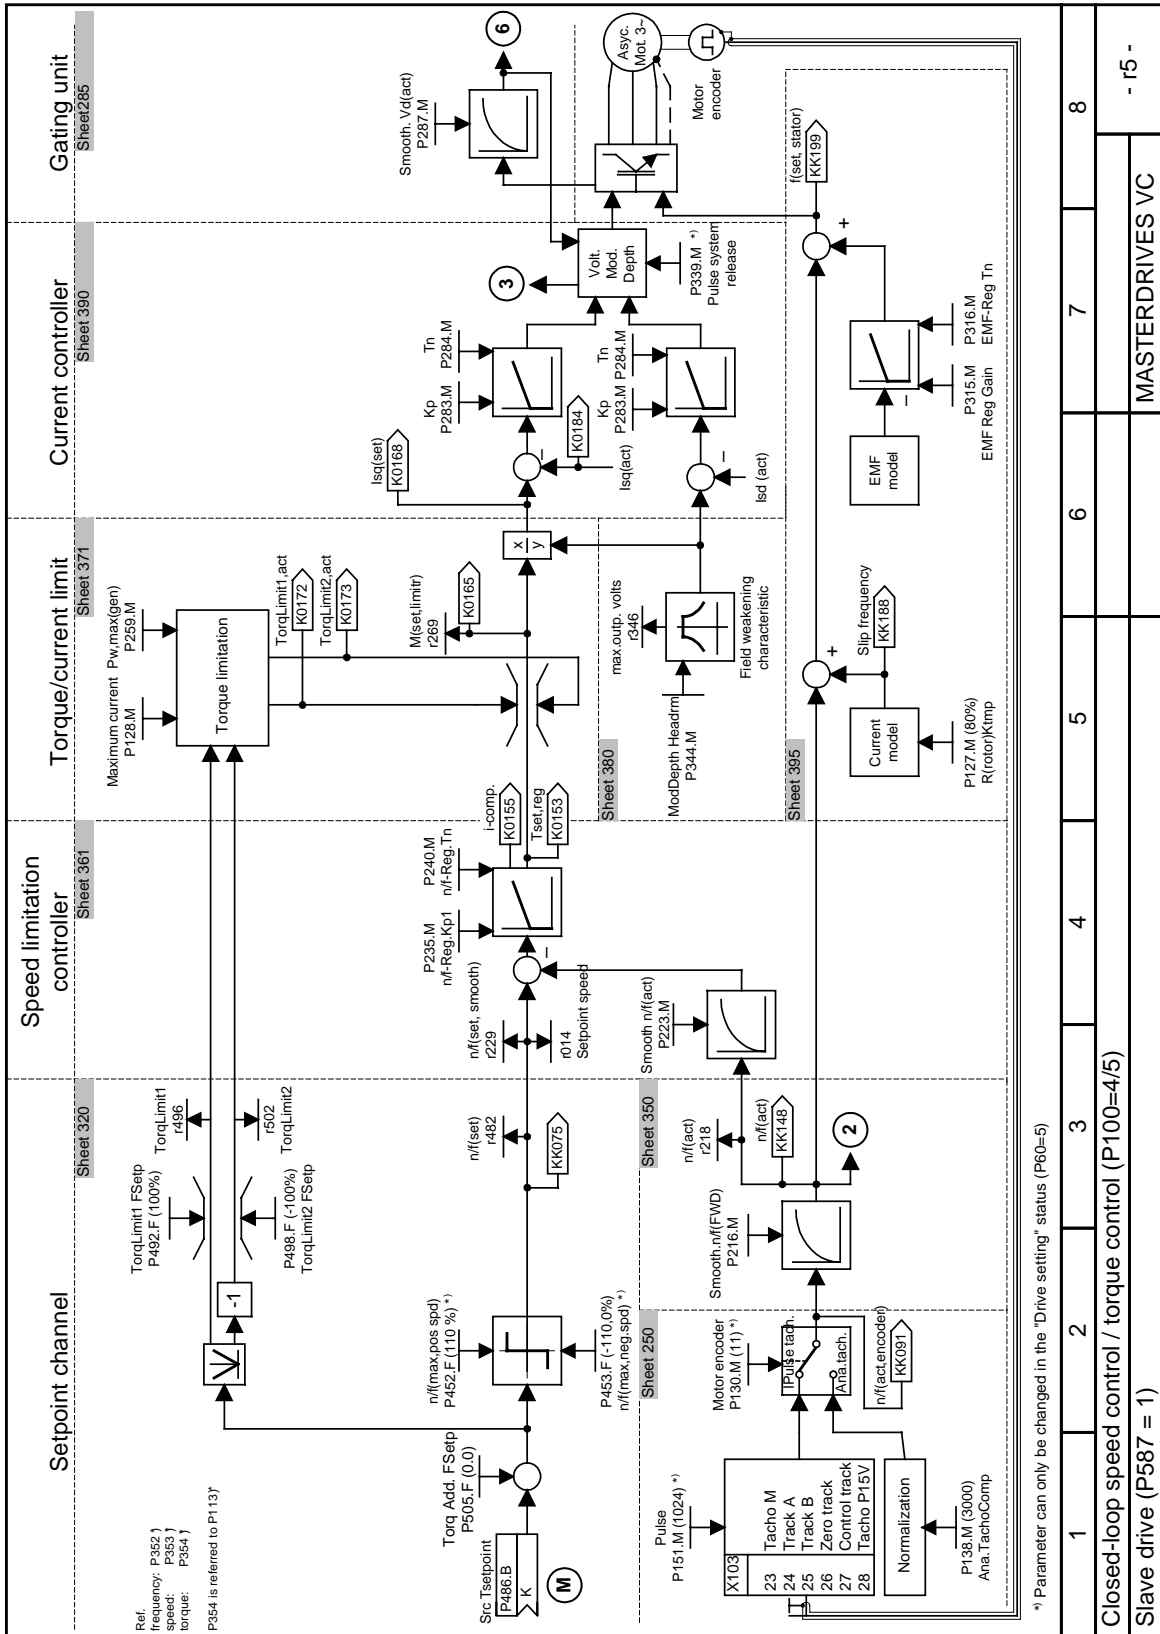 Setpoint channel
Speed limitation
controller
Torque/current limit
Current controller
Gating unit
Sheet 320
Sheet 361
Sheet 371
Sheet 390
Sheet285
Ref.
frequency: P352 *)
speed: P353 *)
torque: P354 *)
P354 is referred to P113)*
TorqLimit1 FSetp
P492.F (100%)
TorqLimit1
r496
-1
P498.F (-100%)
TorqLimit2 FSetp
r502
TorqLimit2
Maximum current
P128.M
Pw,max(gen)
P259.M
Torque limitation
TorqLimit1,act
K0172
TorqLimit2,act
K0173
Smooth. Vd(act)
P287.M
6
Torq Add. FSetp
P505.F (0.0)
Src Tsetpoint
P486.B
K
M
n/f(max,pos spd)
P452.F (110 %) *)
P453.F (-110,0%)
n/f(max,neg.spd) *)
n/f(set)
r482
KK075
n/f(set, smooth)
r229
r014
Setpoint speed
P235.M
n/f-Reg.Kp1
P240.M
n/f-Reg.Tn
–
i-comp.
K0155
Tset,reg
K0153
M(set,limitr)
r269
K0165
x
y
Isq(set)
K0168
–
K0184
Isq(act)
Kp
P283.M
Tn
P284.M
3
Volt.
Mod.
Depth
P339.M *)
Pulse system
release
Asyc.
Mot. 3~
Motor
encoder
Sheet 380
max.outp. volts
r346
ModDepth Headrm
P344.M
Field weakening
characteristic
–
Isd (act)
Kp
P283.M
Tn
P284.M
Sheet 250
Sheet 350
Smooth n/f(act)
P223.M
Pulse
P151.M (1024) *)
X103
23 Tacho M
24 Track A
25 Track B
26 Zero track
27 Control track
28 Tacho P15V
Normalization
P138.M (3000)
Ana.TachoComp
Motor encoder
P130.M (11) *)
IPulse tach.
Ana.tach.
n/f(act,encoder)
KK091
Smooth.n/f(FWD)
P216.M
n/f(act)
r218
n/f(act)
KK148
2
Sheet 395
Slip frequency
KK188
+
Current
model
P127.M (80%)
R(rotor)Ktmp
EMF
model
–
P315.M
EMF Reg Gain
P316.M
EMF-Reg Tn
+
f(set, stator)
KK199
*) Parameter can only be changed in the "Drive setting" status (P60=5)
1 2 3 4 5 6 7 8
Closed-loop speed control / torque control (P100=4/5)
Slave drive (P587 = 1)
MASTERDRIVES VC
- r5 -